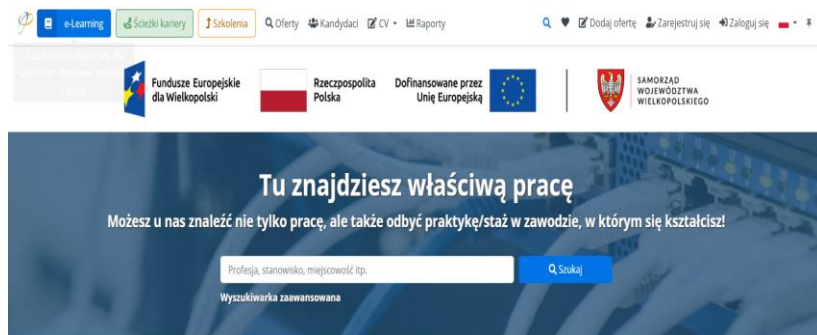 e-Learning Ścieżki kariery Szkolenia Oferty Kandydaci CV Raporty Dodaj ofertę Zarejestruj się Zaloguj się
Fundusze Europejskie
dla Wielkopolski
Rzeczpospolita
Polska
Dofinansowane przez
Unię Europejską
SAMORZĄD
WOJEWÓDZTWA
WIELKOPOLSKIEGO
Tu znajdziesz właściwą pracę
Możesz u nas znaleźć nie tylko pracę, ale także odbyć praktykę/staż w zawodzie, w którym się kształcisz!
Profesja, stanowisko, miejscowość itp. Szukaj
Wyszukiwarka zaawansowana